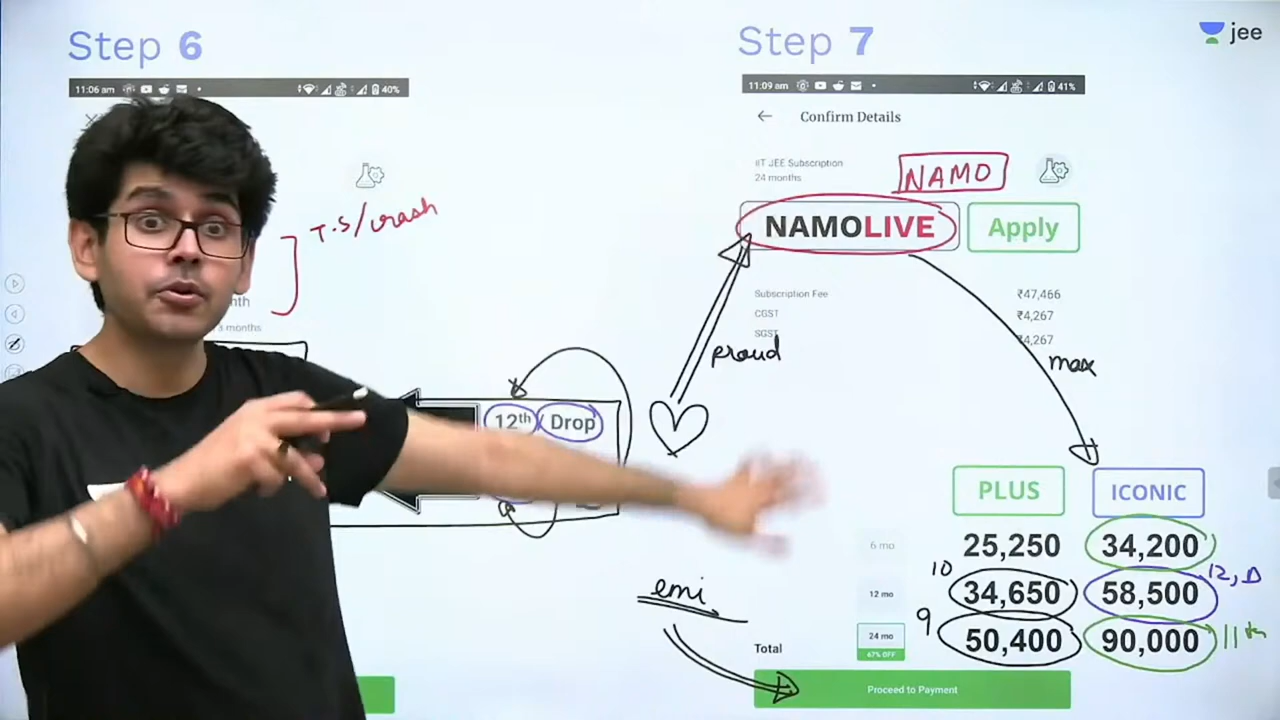 Step 6
11:06 am
40%
T.S/crash
nth
months
12th/ Drop
Step 7
jee
11:09 am
41%
Confirm Details
IIT JEE Subscription
24 months
NAMO
NAMOLIVE
Apply
Subscription Fee ₹47,466
CGST ₹4,267
SGST ₹4,267
proud
max
PLUS ICONIC
6 mo 25,250 34,200
10 12 mo 34,650 58,500 12, D
9 24 mo 50,400 90,000 11th
67% OFF
emi
Total
Proceed to Payment